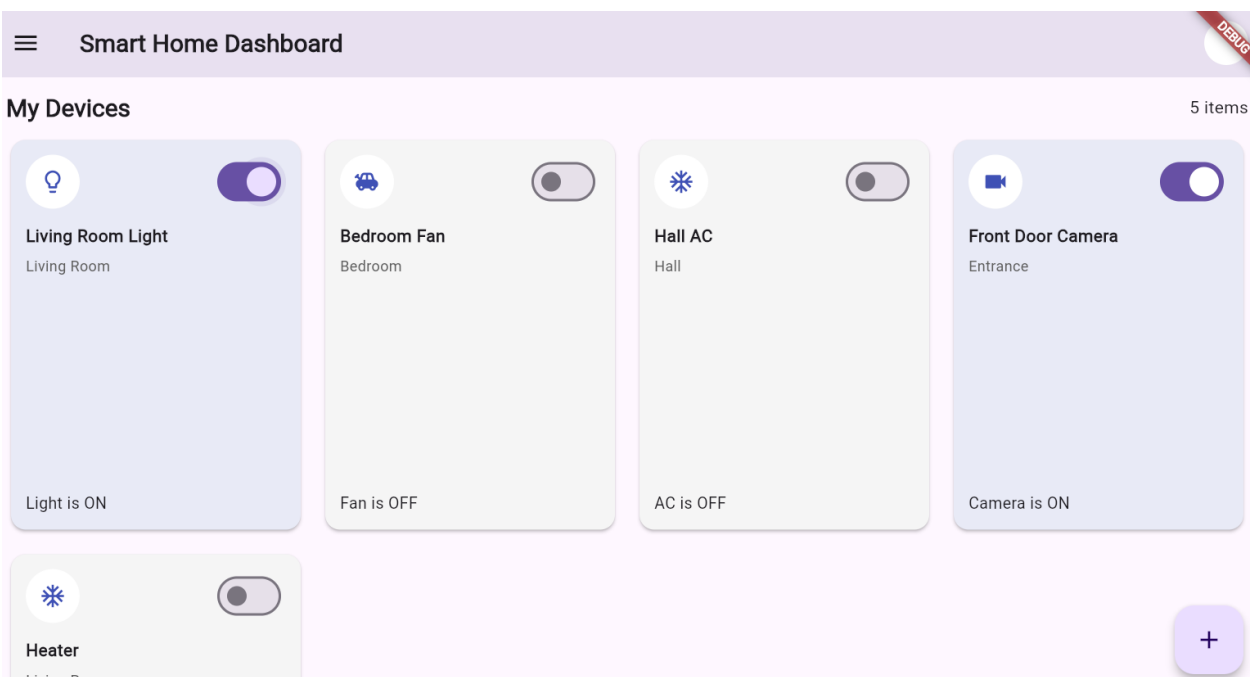 Smart Home Dashboard
DEBUG
My Devices
5 items
Living Room Light
Living Room
Light is ON
Bedroom Fan
Bedroom
Fan is OFF
Hall AC
Hall
AC is OFF
Front Door Camera
Entrance
Camera is ON
Heater